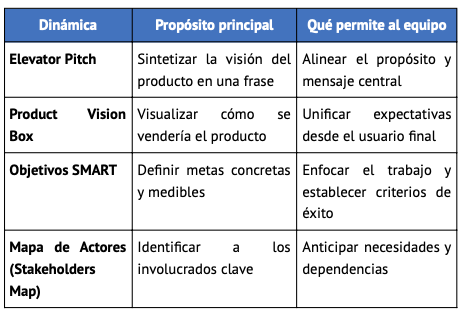 Dinámica Propósito principal Qué permite al equipo
Elevator Pitch Sintetizar la visión del Alinear el propósito y
producto en una frase mensaje central
Product Vision Visualizar cómo se Unificar expectativas
Box vendería el producto desde el usuario final
Objetivos SMART Definir metas concretas Enfocar el trabajo y
y medibles establecer criterios de
éxito
Mapa de Actores Identificar a los Anticipar necesidades y
(Stakeholders involucrados clave dependencias
Map)